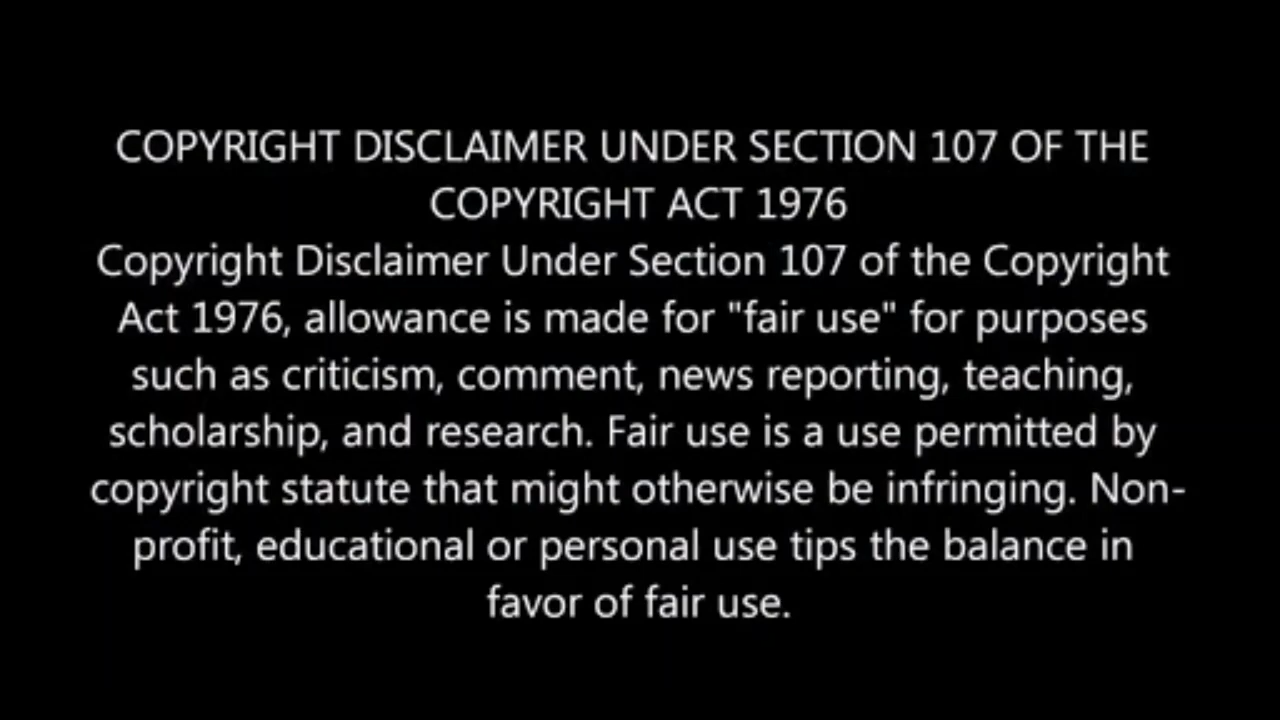 COPYRIGHT DISCLAIMER UNDER SECTION 107 OF THE
COPYRIGHT ACT 1976
Copyright Disclaimer Under Section 107 of the Copyright
Act 1976, allowance is made for "fair use" for purposes
such as criticism, comment, news reporting, teaching,
scholarship, and research. Fair use is a use permitted by
copyright statute that might otherwise be infringing. Non-
profit, educational or personal use tips the balance in
favor of fair use.